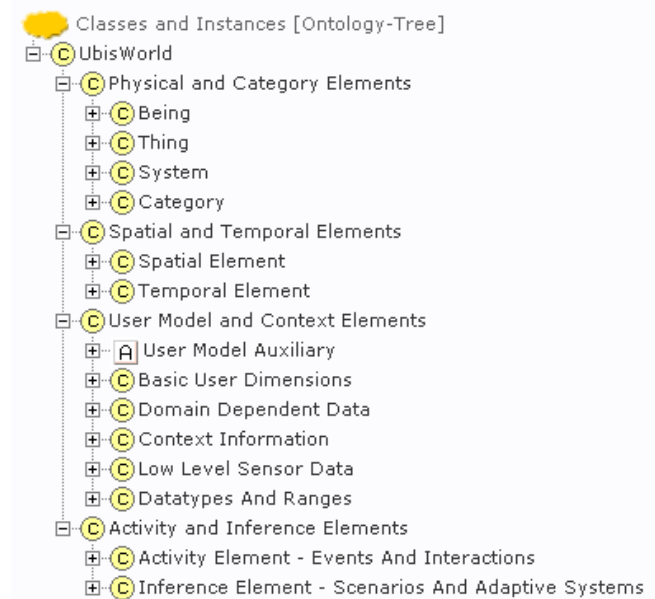 Classes and Instances [Ontology-Tree]
C UbisWorld
C Physical and Category Elements
C Being
C Thing
C System
C Category
C Spatial and Temporal Elements
C Spatial Element
C Temporal Element
C User Model and Context Elements
A User Model Auxiliary
C Basic User Dimensions
C Domain Dependent Data
C Context Information
C Low Level Sensor Data
C Datatypes And Ranges
C Activity and Inference Elements
C Activity Element - Events And Interactions
C Inference Element - Scenarios And Adaptive Systems